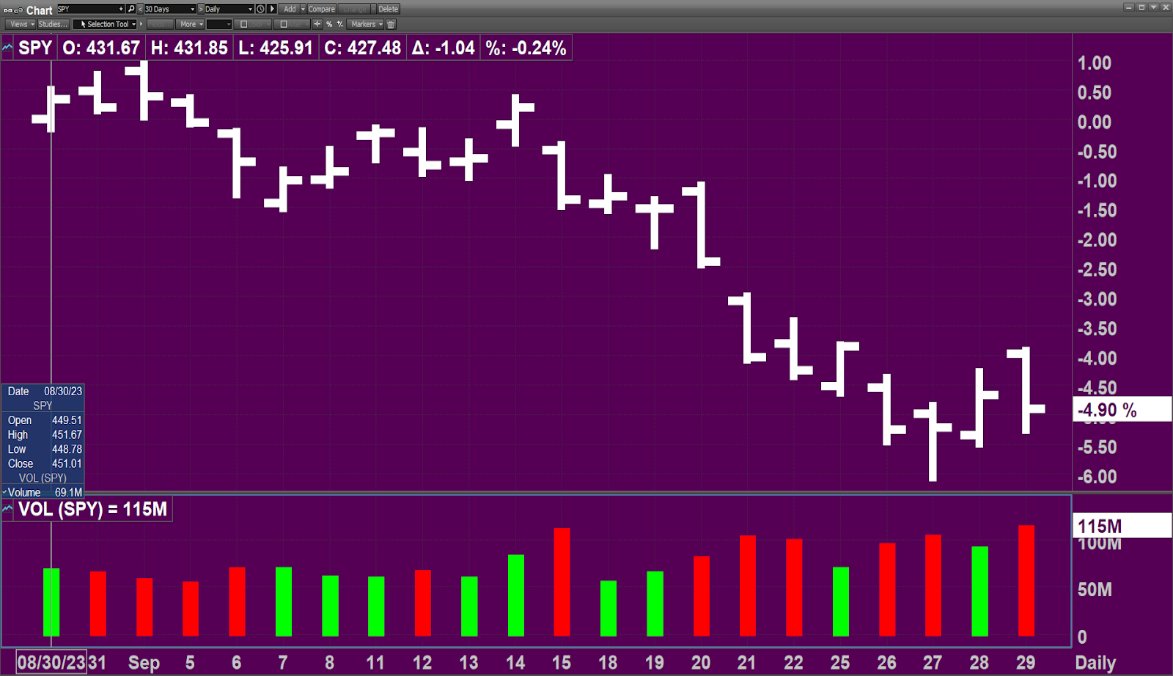 Chart SPY 30 Days Daily Add Compare Delete
Views Studies... Selection Tool More Markers
SPY O: 431.67 H: 431.85 L: 425.91 C: 427.48 Δ: -1.04 %: -0.24%
1.00
0.50
0.00
-0.50
-1.00
-1.50
-2.00
-2.50
-3.00
-3.50
-4.00
-4.50
-4.90 %
-5.50
-6.00
Date 08/30/23
SPY
Open 449.51
High 451.67
Low 448.78
Close 451.01
VOL (SPY)
Volume 69.1M
VOL (SPY) = 115M
115M
100M
50M
0
08/30/23 31 Sep 5 6 7 8 11 12 13 14 15 18 19 20 21 22 25 26 27 28 29 Daily